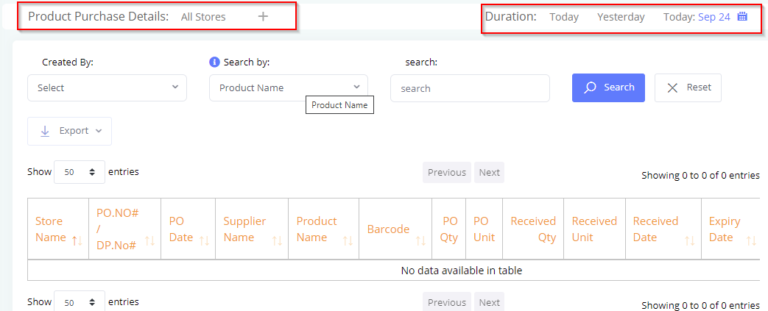 Product Purchase Details: All Stores +
Duration: Today Yesterday Today: Sep 24
Created By: Search by: search:
Select Product Name search Search Reset
Product Name
Export
Show 50 entries Previous Next Showing 0 to 0 of 0 entries
Store PO.NO# PO Supplier Product Barcode PO PO Received Received Received Expiry
Name / Date Name Name Qty Unit Qty Unit Date Date
DP.No#
No data available in table
Show 50 entries Previous Next Showing 0 to 0 of 0 entries